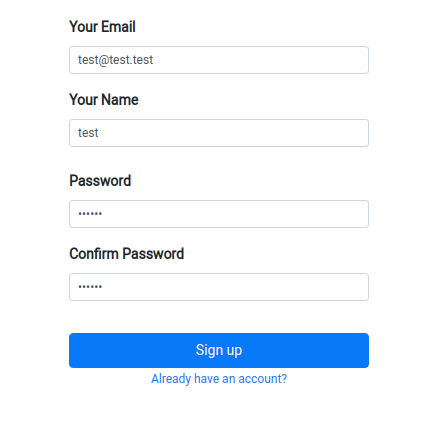 Your Email
test@test.test
Your Name
test
Password
••••••
Confirm Password
••••••
Sign up
Already have an account?